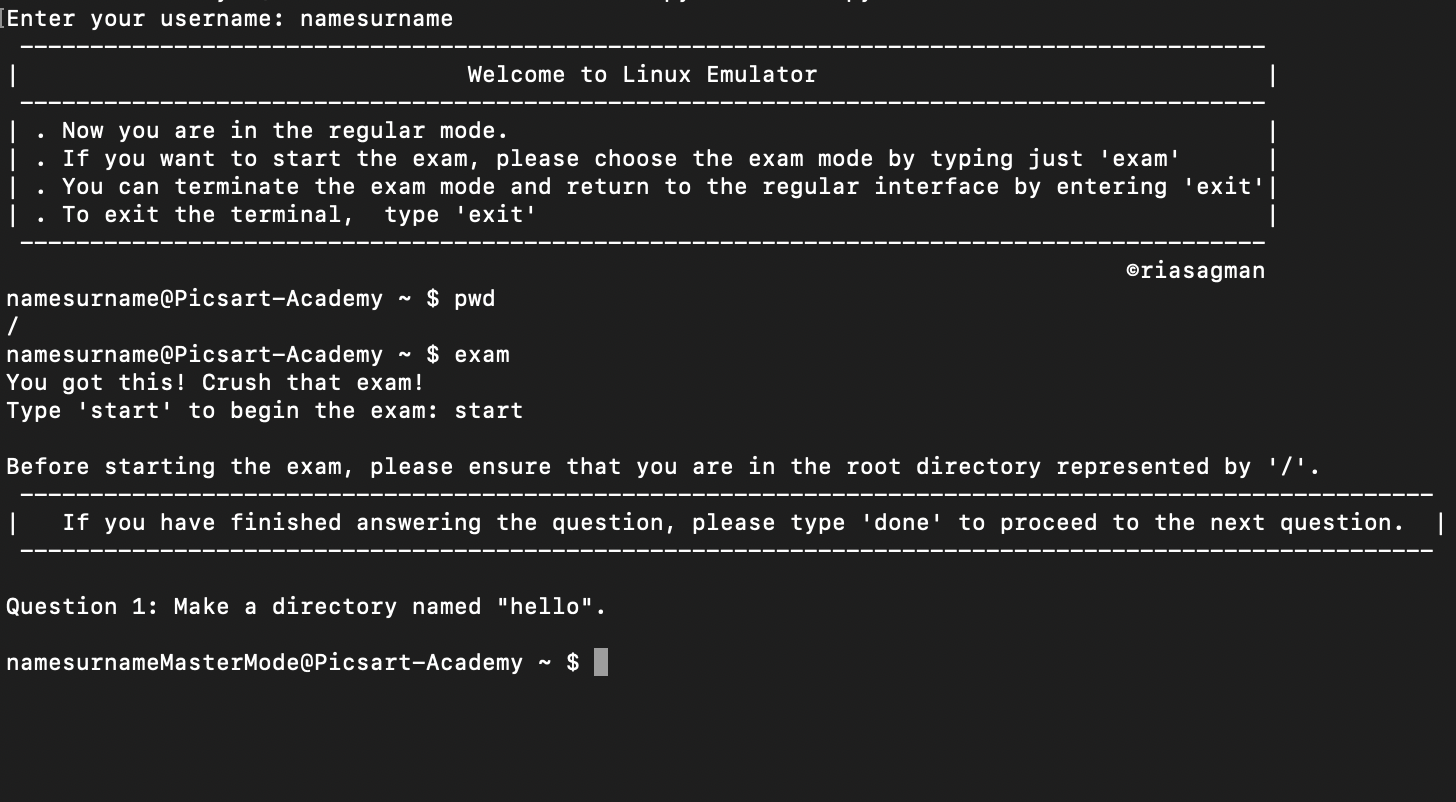 Enter your username: namesurname
Welcome to Linux Emulator
. Now you are in the regular mode.
. If you want to start the exam, please choose the exam mode by typing just 'exam'
. You can terminate the exam mode and return to the regular interface by entering 'exit'
. To exit the terminal,  type 'exit'
©riasagman
namesurname@Picsart-Academy ~ $ pwd
/
namesurname@Picsart-Academy ~ $ exam
You got this! Crush that exam!
Type 'start' to begin the exam: start
Before starting the exam, please ensure that you are in the root directory represented by '/'.
If you have finished answering the question, please type 'done' to proceed to the next question.
Question 1: Make a directory named "hello".
namesurnameMasterMode@Picsart-Academy ~ $